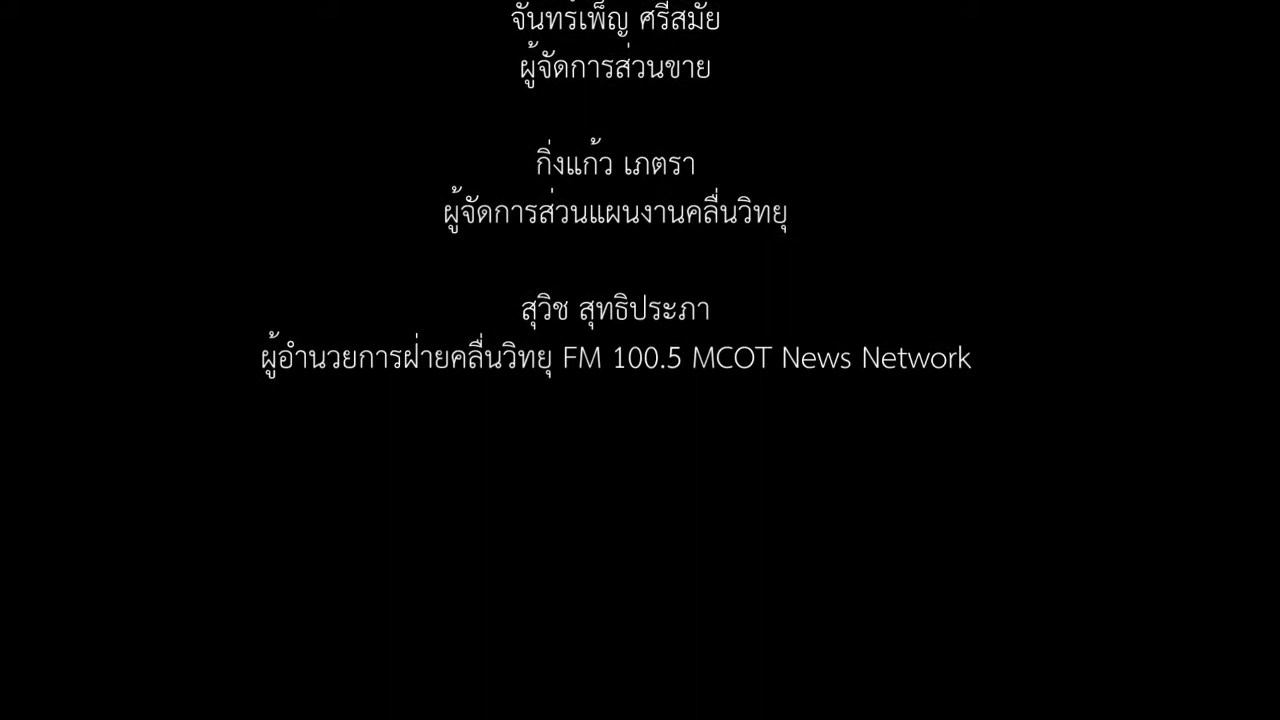 จันทร์เพ็ญ ศรีสมัย
ผู้จัดการส่วนขาย
กิ่งแก้ว เภตรา
ผู้จัดการส่วนแผนงานคลื่นวิทยุ
สุวิช สุทธิประภา
ผู้อำนวยการฝ่ายคลื่นวิทยุ FM 100.5 MCOT News Network